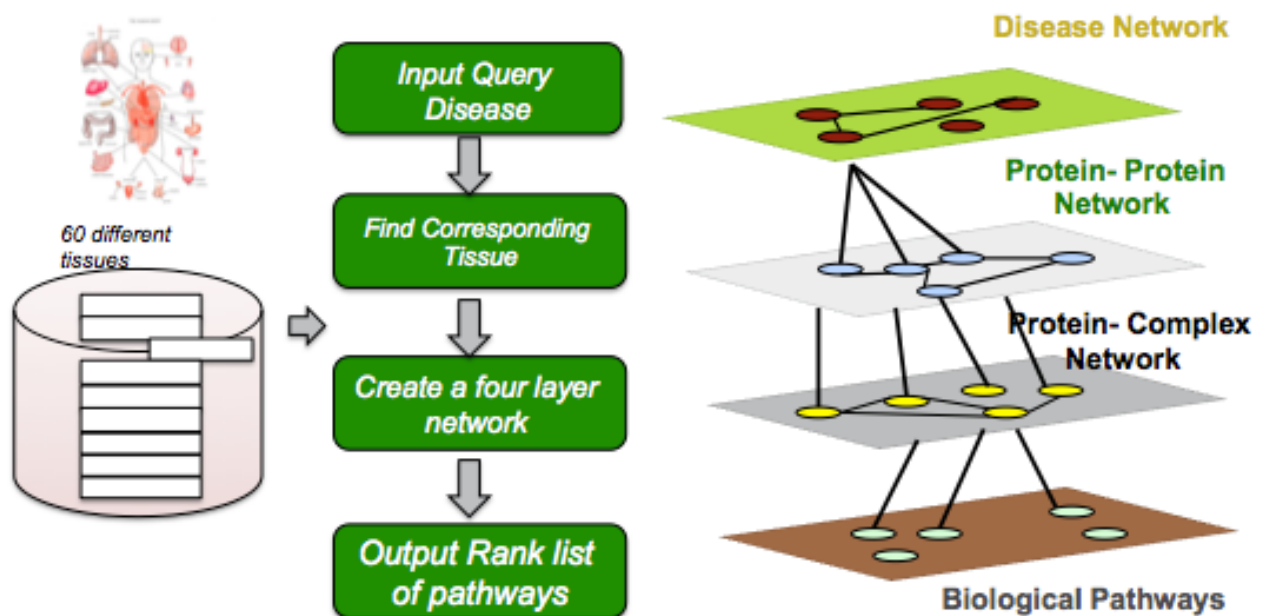 60 different
tissues
Input Query
Disease
Find Corresponding
Tissue
Create a four layer
network
Output Rank list
of pathways
Disease Network
Protein- Protein
Network
Protein- Complex
Network
Biological Pathways